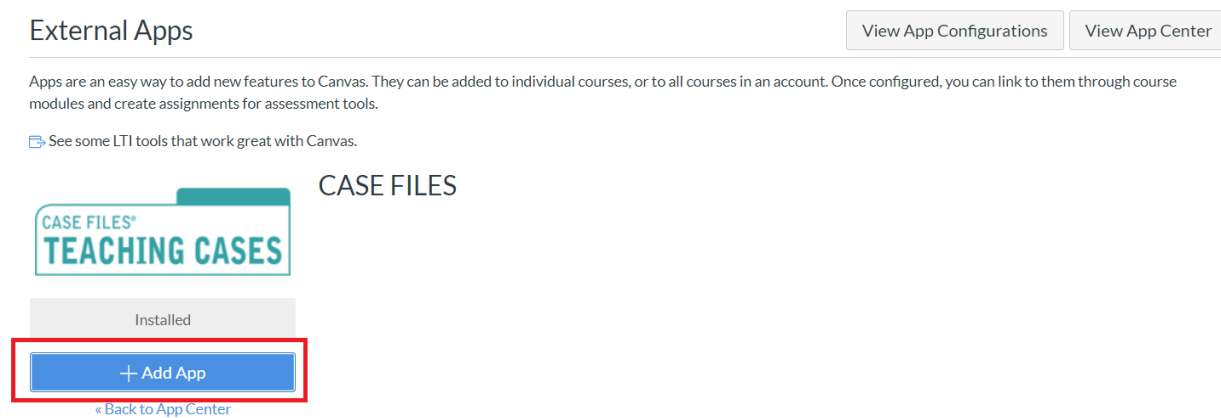 External Apps
View App Configurations
View App Center
Apps are an easy way to add new features to Canvas. They can be added to individual courses, or to all courses in an account. Once configured, you can link to them through course
modules and create assignments for assessment tools.
See some LTI tools that work great with Canvas.
CASE FILES®
TEACHING CASES
CASE FILES
Installed
+ Add App
« Back to App Center